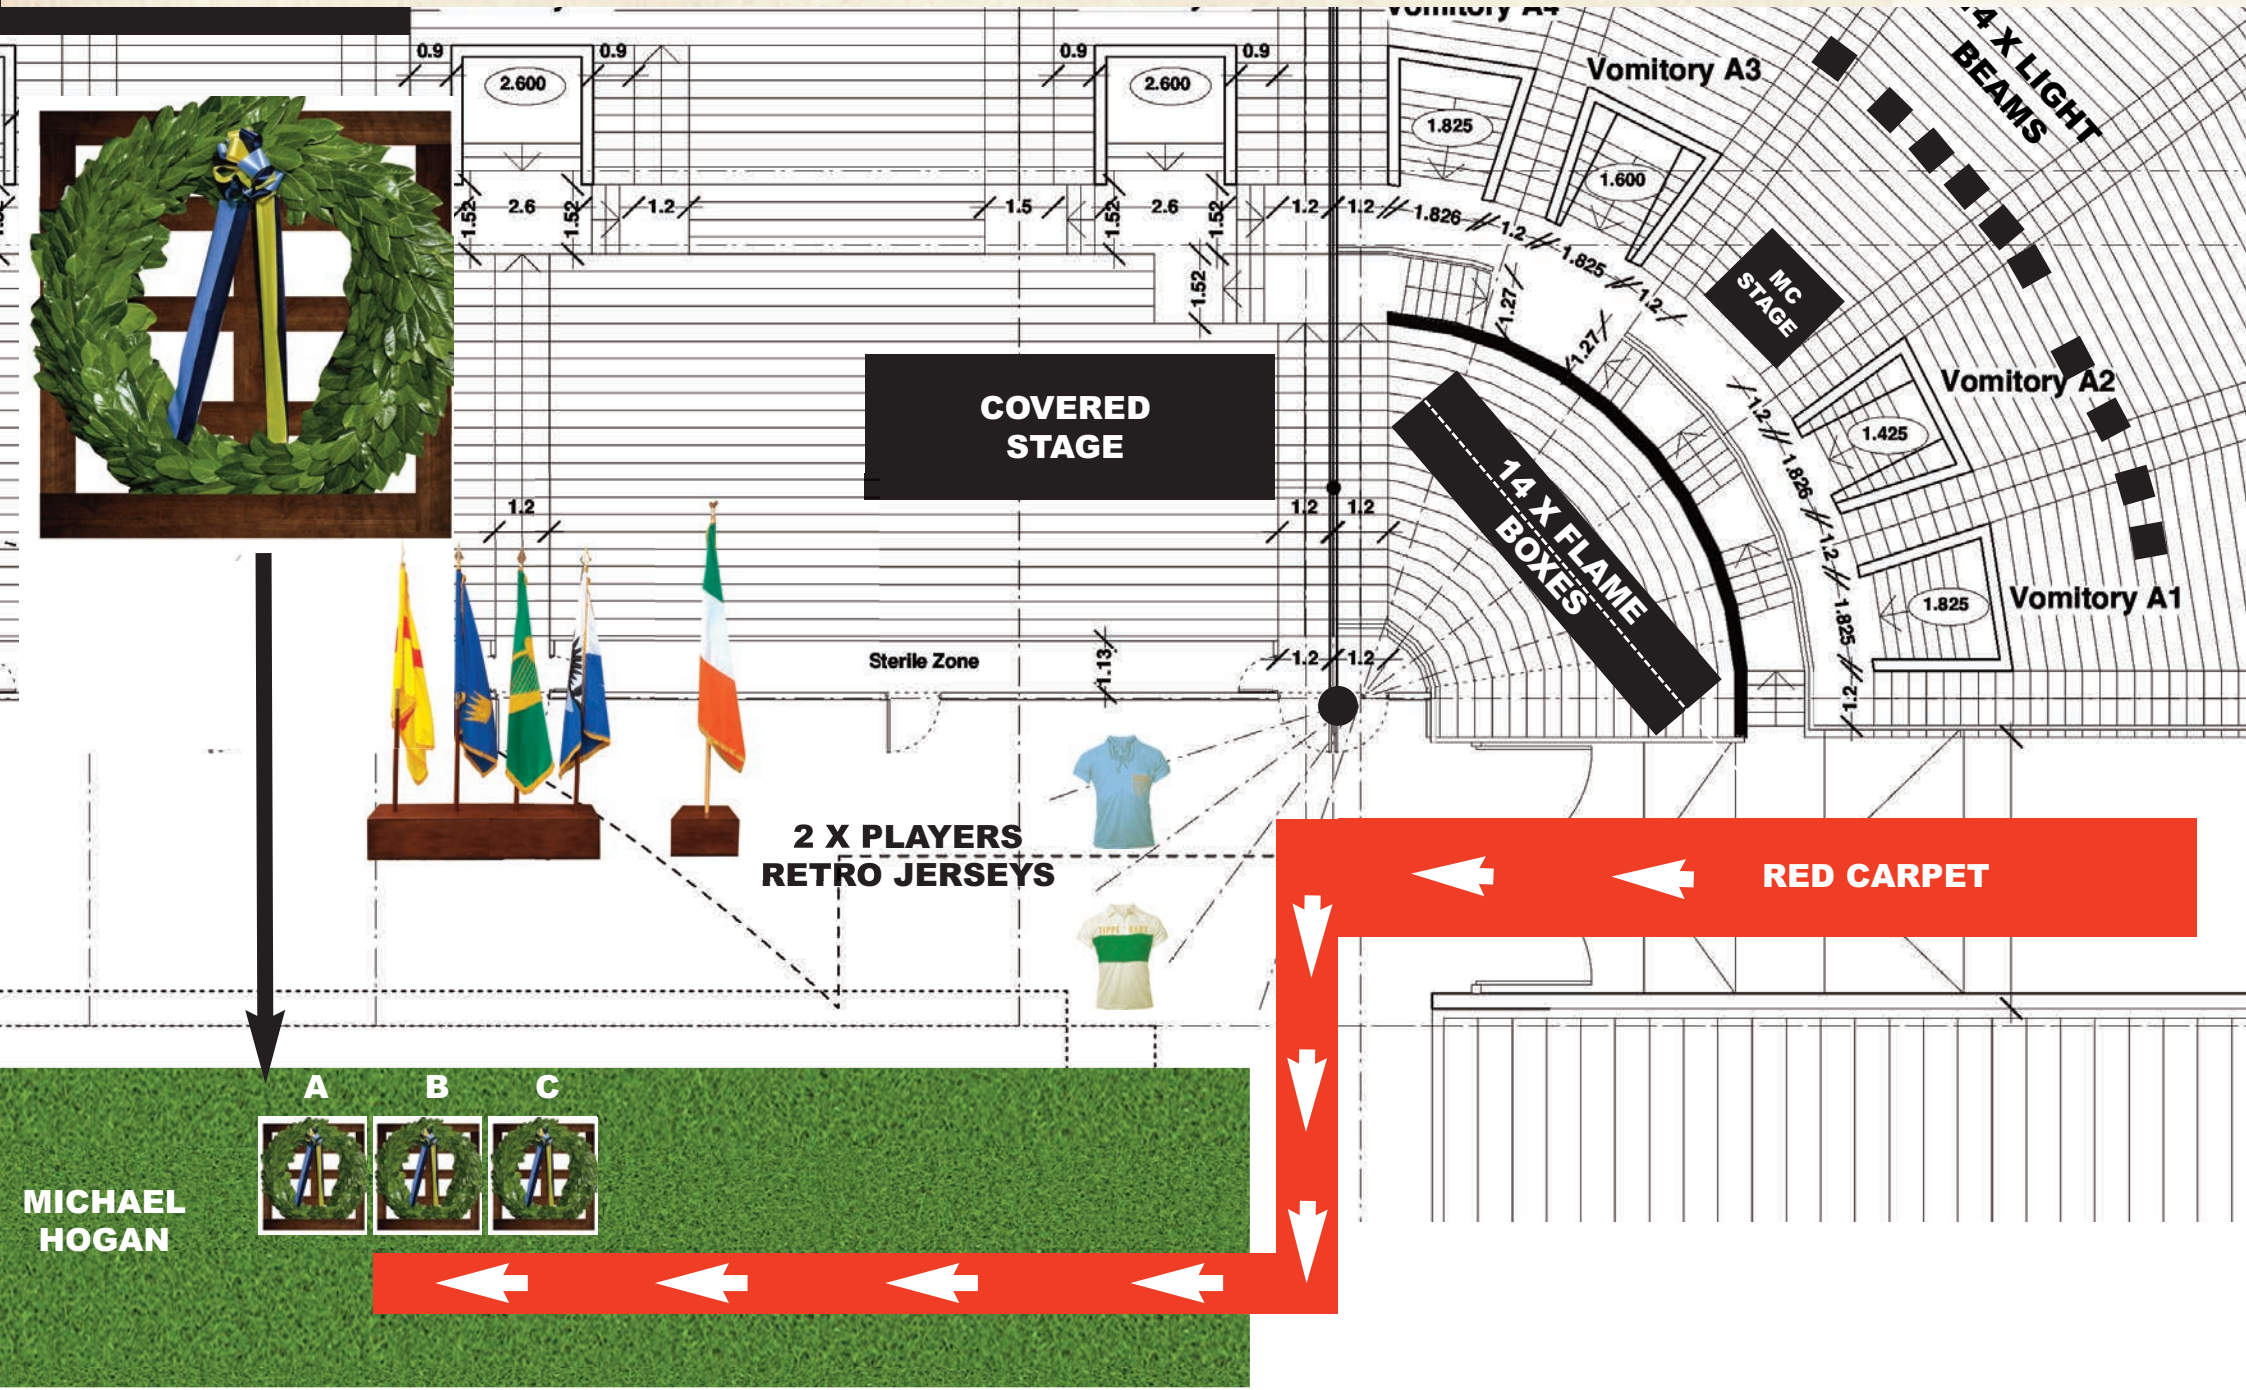 Vomitory A4
0.9
0.9
0.9
0.9
2.600
2.600
Vomitory A3
14 X LIGHT
BEAMS
1.825
1.600
1.52
2.6
1.52
1.2
1.5
1.52
2.6
1.52
1.2
1.2
1.826
1.2
1.825
1.2
1.52
1.27
1.27
MC
STAGE
COVERED
STAGE
Vomitory A2
1.2
1.425
1.826
1.2
1.2
1.2
14 X FLAME
BOXES
1.2
1.825
Vomitory A1
1.825
Sterile Zone
1.13
1.2
1.2
1.2
2 X PLAYERS
RETRO JERSEYS
RED CARPET
A
B
C
MICHAEL
HOGAN